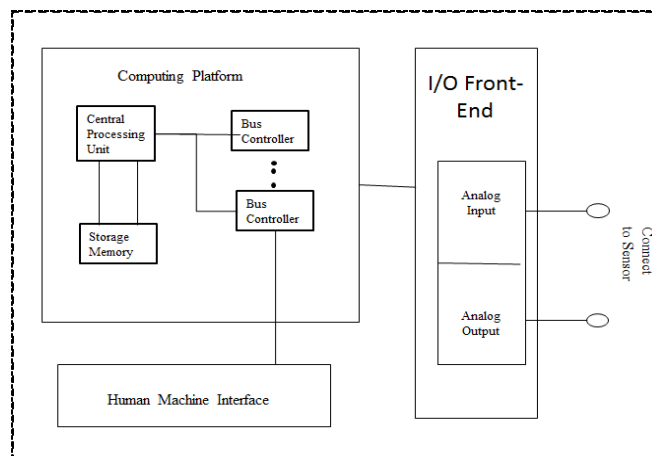 Computing Platform
Central
Processing
Unit
Bus
Controller
Bus
Controller
Storage
Memory
Human Machine Interface
I/O Front-
End
Analog
Input
Analog
Output
Connect
to Sensor